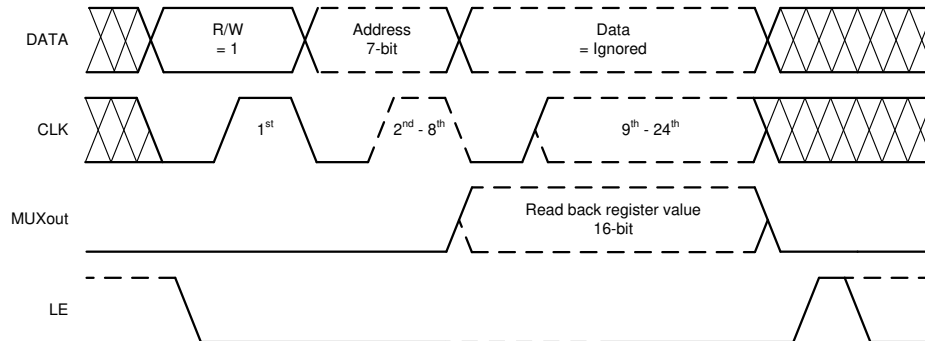 DATA
R/W
= 1
Address
7-bit
Data
= Ignored
CLK
1st
2nd - 8th
9th - 24th
MUXout
Read back register value
16-bit
LE